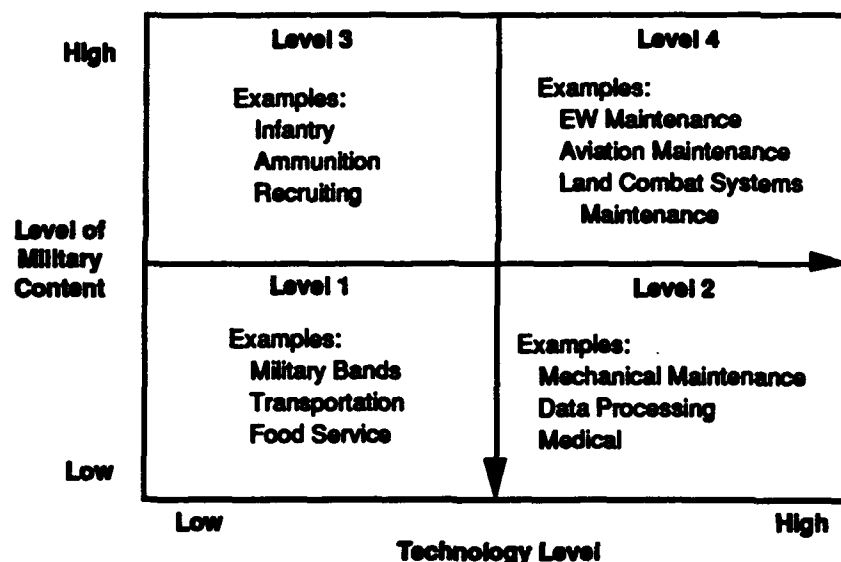 High
Level 3
Examples:
Infantry
Ammunition
Recruiting
Level 4
Examples:
EW Maintenance
Aviation Maintenance
Land Combat Systems
Maintenance
Level of
Military
Content
Level 1
Examples:
Military Bands
Transportation
Food Service
Level 2
Examples:
Mechanical Maintenance
Data Processing
Medical
Low
Low
High
Technology Level